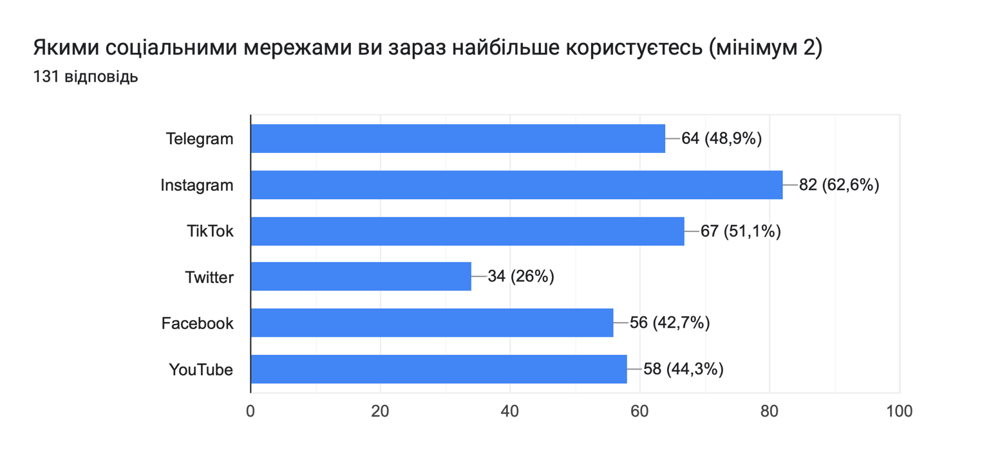 Якими соціальними мережами ви зараз найбільше користуєтесь (мінімум 2)
131 відповідь
Telegram 64 (48,9%)
Instagram 82 (62,6%)
TikTok 67 (51,1%)
Twitter 34 (26%)
Facebook 56 (42,7%)
YouTube 58 (44,3%)
0 20 40 60 80 100